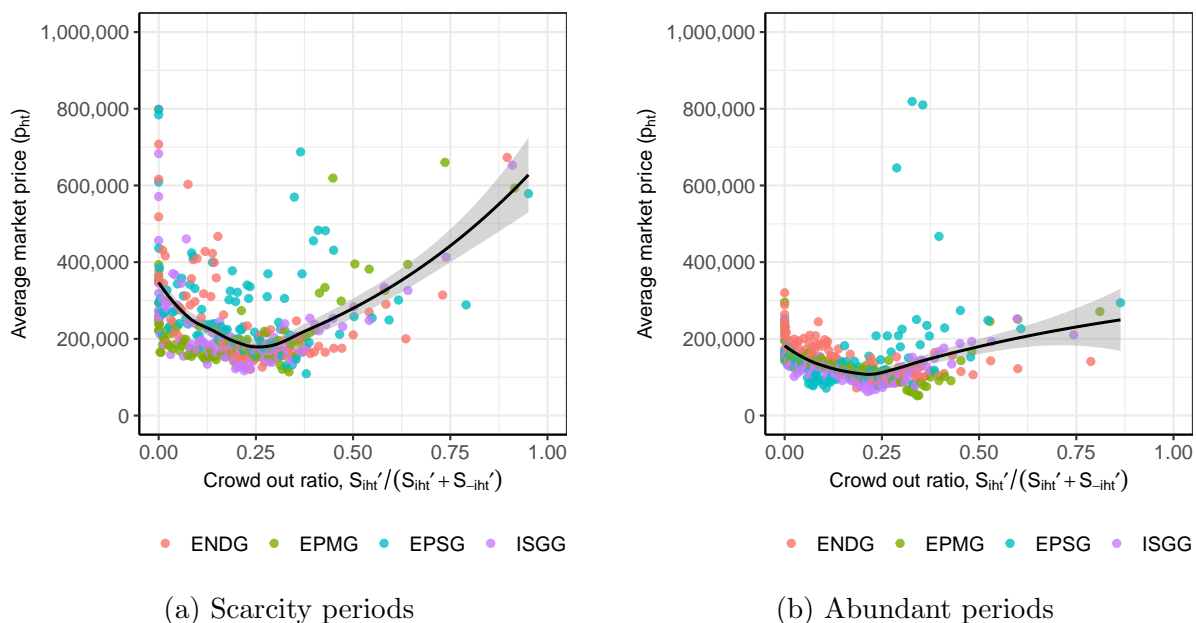 1,000,000
800,000
600,000
400,000
200,000
0
Average market price (pht)
0.00 0.25 0.50 0.75 1.00
Crowd out ratio, Siht′/(Siht′ + S−iht′)
ENDG EPMG EPSG ISGG
(a) Scarcity periods
1,000,000
800,000
600,000
400,000
200,000
0
Average market price (pht)
0.00 0.25 0.50 0.75 1.00
Crowd out ratio, Siht′/(Siht′ + S−iht′)
ENDG EPMG EPSG ISGG
(b) Abundant periods